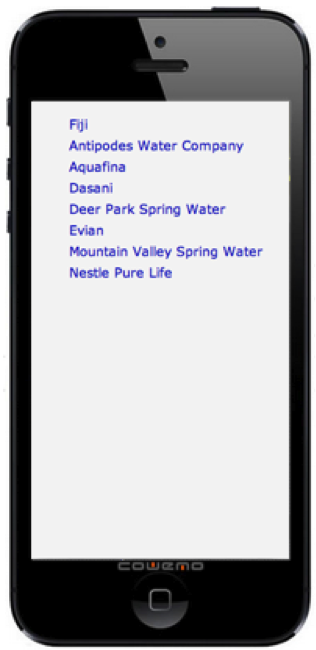 Fiji
Antipodes Water Company
Aquafina
Dasani
Deer Park Spring Water
Evian
Mountain Valley Spring Water
Nestle Pure Life
cowemo